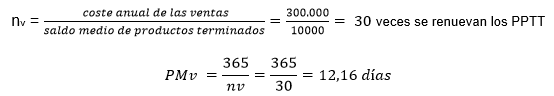 nv = coste anual de las ventas / saldo medio de productos terminados = 300.000 / 10000 = 30 veces se renuevan los PPTT
PMv = 365 / nv = 365 / 30 = 12,16 días